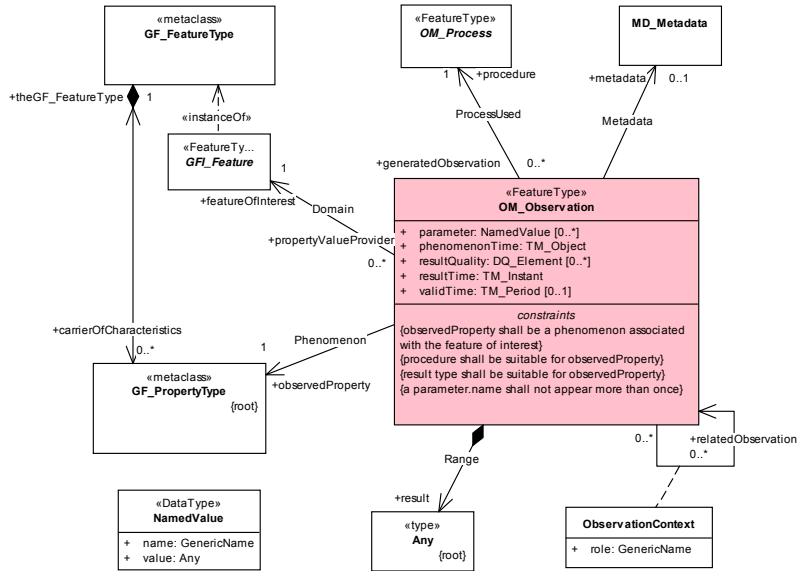 «metaclass»
GF_FeatureType
«FeatureType»
OM_Process
MD_Metadata
+theGF_FeatureType
1
1
+procedure
+metadata
0..1
«instanceOf»
ProcessUsed
Metadata
«FeatureTy...
GFI_Feature
1
+generatedObservation
0..*
+featureOfInterest
Domain
+propertyValueProvider
0..*
«FeatureType»
OM_Observation
+ parameter: NamedValue [0..*]
+ phenomenonTime: TM_Object
+ resultQuality: DQ_Element [0..*]
+ resultTime: TM_Instant
+ validTime: TM_Period [0..1]
constraints
{observedProperty shall be a phenomenon associated
with the feature of interest}
{procedure shall be suitable for observedProperty}
{result type shall be suitable for observedProperty}
{a parameter.name shall not appear more than once}
+carrierOfCharacteristics
0..*
1
Phenomenon
+observedProperty
«metaclass»
GF_PropertyType
{root}
0..*
+relatedObservation
0..*
Range
+result
«DataType»
NamedValue
+ name: GenericName
+ value: Any
«type»
Any
{root}
ObservationContext
+ role: GenericName